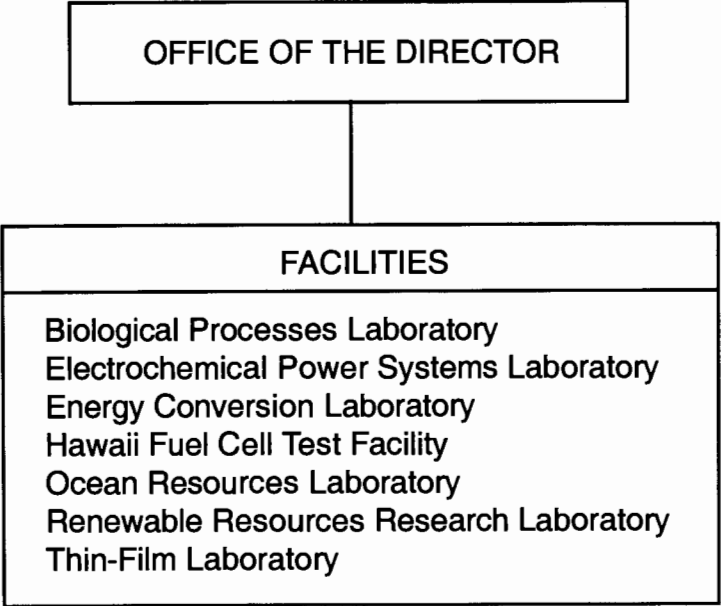 OFFICE OF THE DIRECTOR
FACILITIES
Biological Processes Laboratory
Electrochemical Power Systems Laboratory
Energy Conversion Laboratory
Hawaii Fuel Cell Test Facility
Ocean Resources Laboratory
Renewable Resources Research Laboratory
Thin-Film Laboratory